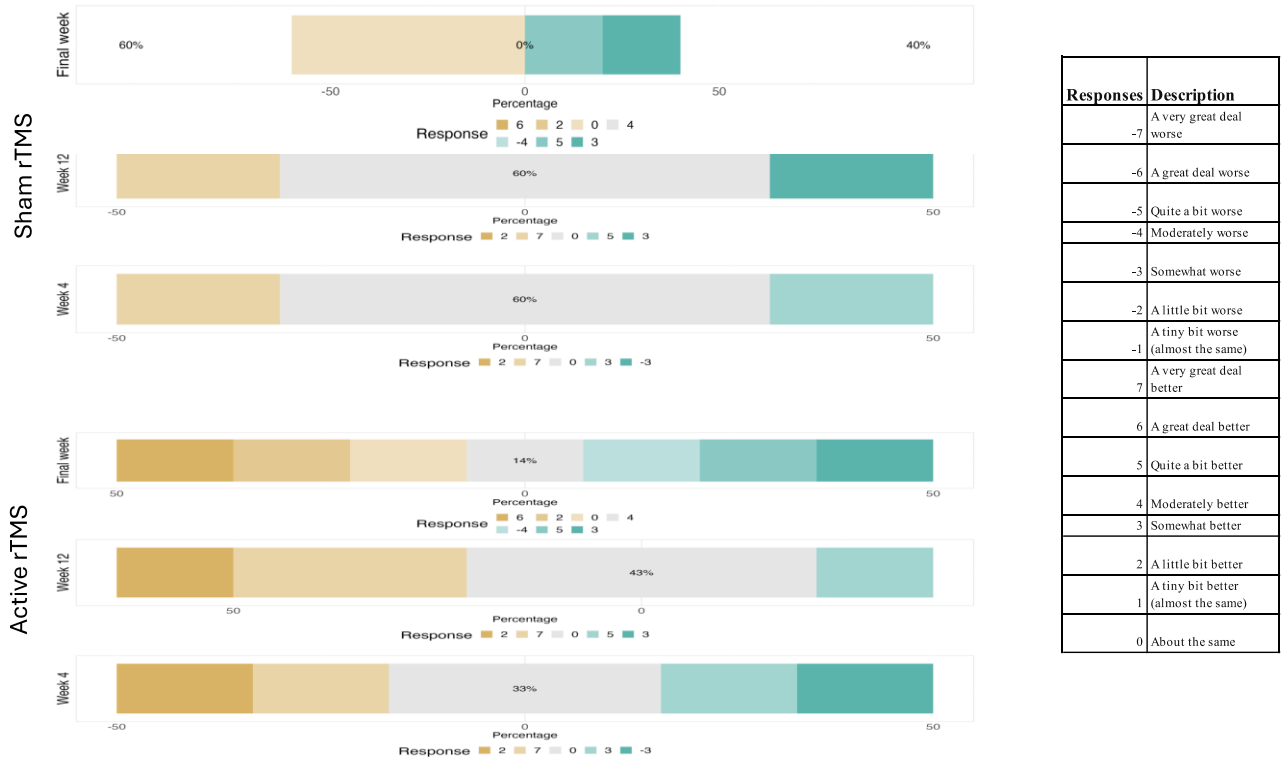 Sham rTMS
Final week
60%
0%
40%
-50
0
50
Percentage
Response
6 2 0 4
-4 5 3
Week 12
60%
-50
0
50
Percentage
Response 2 7 0 5 3
Week 4
60%
-50
0
50
Percentage
Response 2 7 0 3 -3
Active rTMS
Final week
14%
50
0
50
Percentage
Response
6 2 0 4
-4 5 3
Week 12
43%
50
0
Percentage
Response 2 7 0 5 3
Week 4
33%
-50
0
50
Percentage
Response 2 7 0 3 -3
Responses Description
A very great deal
-7 worse
-6 A great deal worse
-5 Quite a bit worse
-4 Moderately worse
-3 Somewhat worse
-2 A little bit worse
A tiny bit worse
-1 (almost the same)
A very great deal
7 better
6 A great deal better
5 Quite a bit better
4 Moderately better
3 Somewhat better
2 A little bit better
A tiny bit better
1 (almost the same)
0 About the same